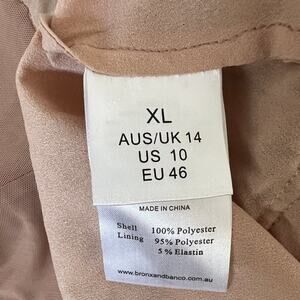 XL
AUS/UK 14
US 10
EU 46
MADE IN CHINA
Shell 100% Polyester
Lining 95% Polyester
5 % Elastin
www.bronxandbanco.com.au